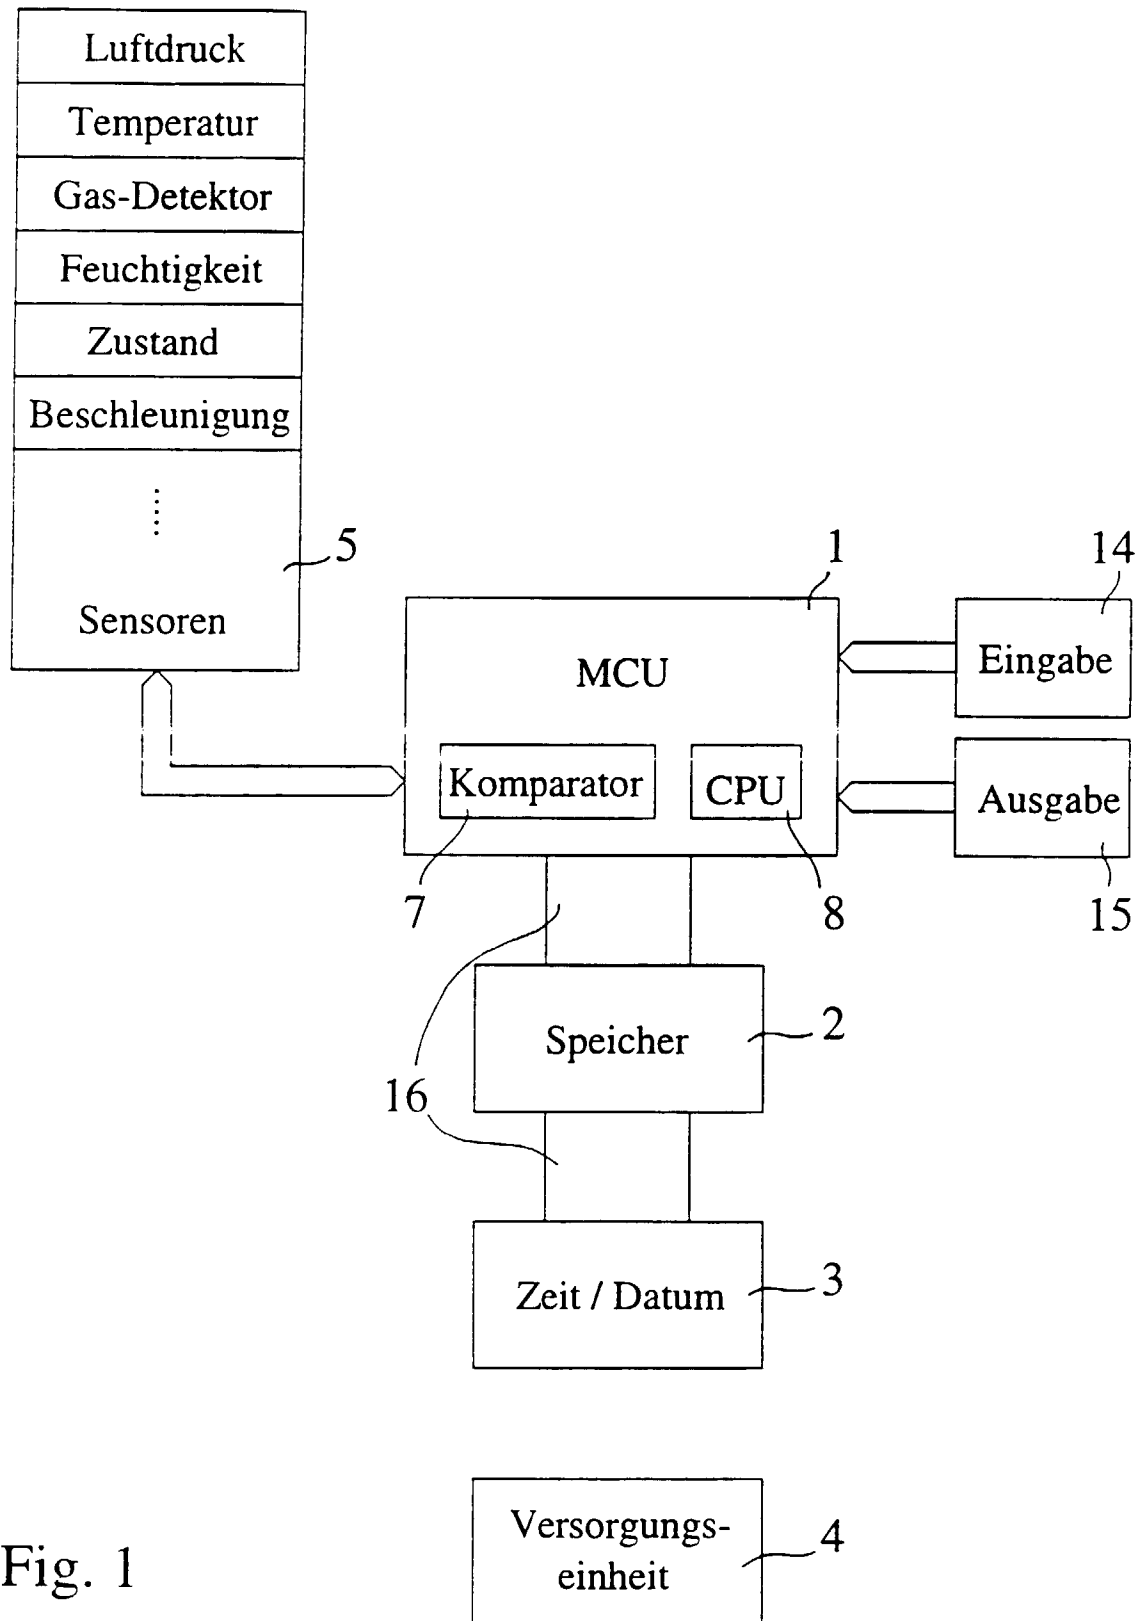 Luftdruck
Temperatur
Gas-Detektor
Feuchtigkeit
Zustand
Beschleunigung
......
5
Sensoren
1
14
MCU
Eingabe
Komparator
CPU
Ausgabe
7
8
15
Speicher
2
16
Zeit / Datum
3
Versorgungs-
einheit
4
Fig. 1